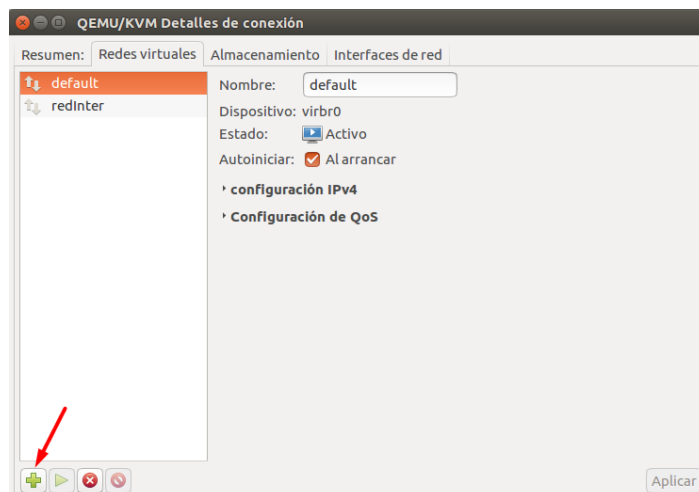 QEMU/KVM Detalles de conexión
Resumen: Redes virtuales Almacenamiento Interfaces de red
default
redInter
Nombre: default
Dispositivo: virbr0
Estado: Activo
Autoiniciar: Al arrancar
configuración IPv4
Configuración de QoS
Aplicar